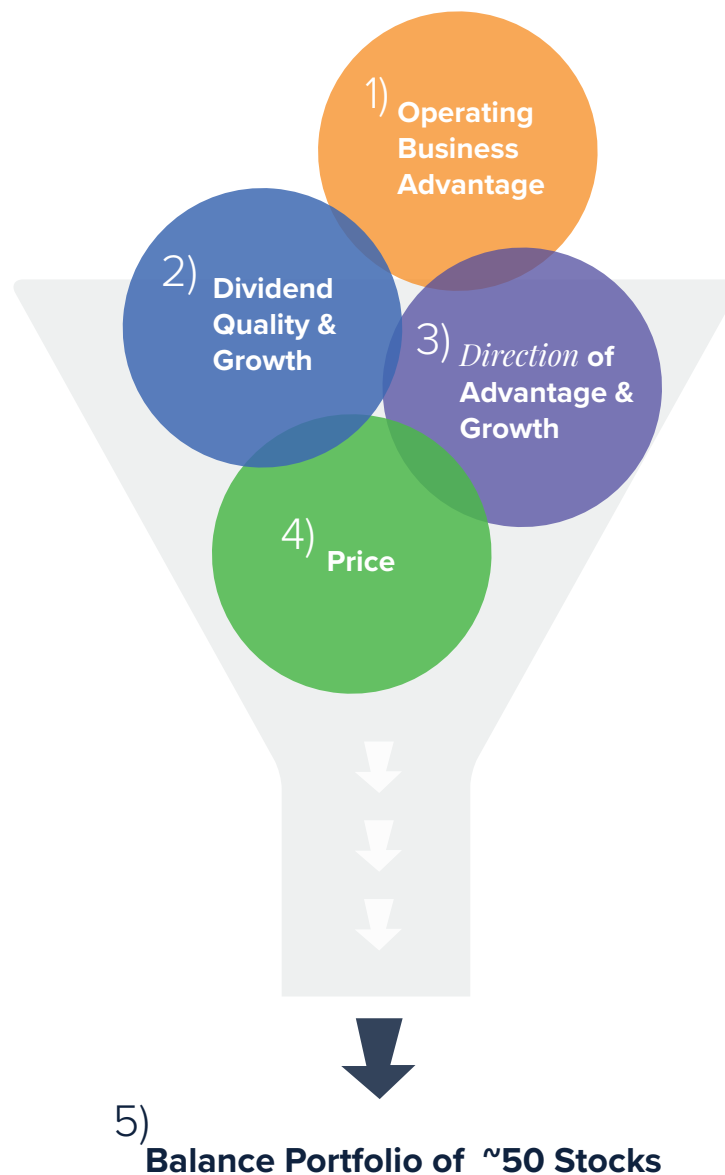 1) Operating
Business
Advantage
2) Dividend
Quality &
Growth
3) Direction of
Advantage &
Growth
4) Price
5)
Balance Portfolio of ~50 Stocks